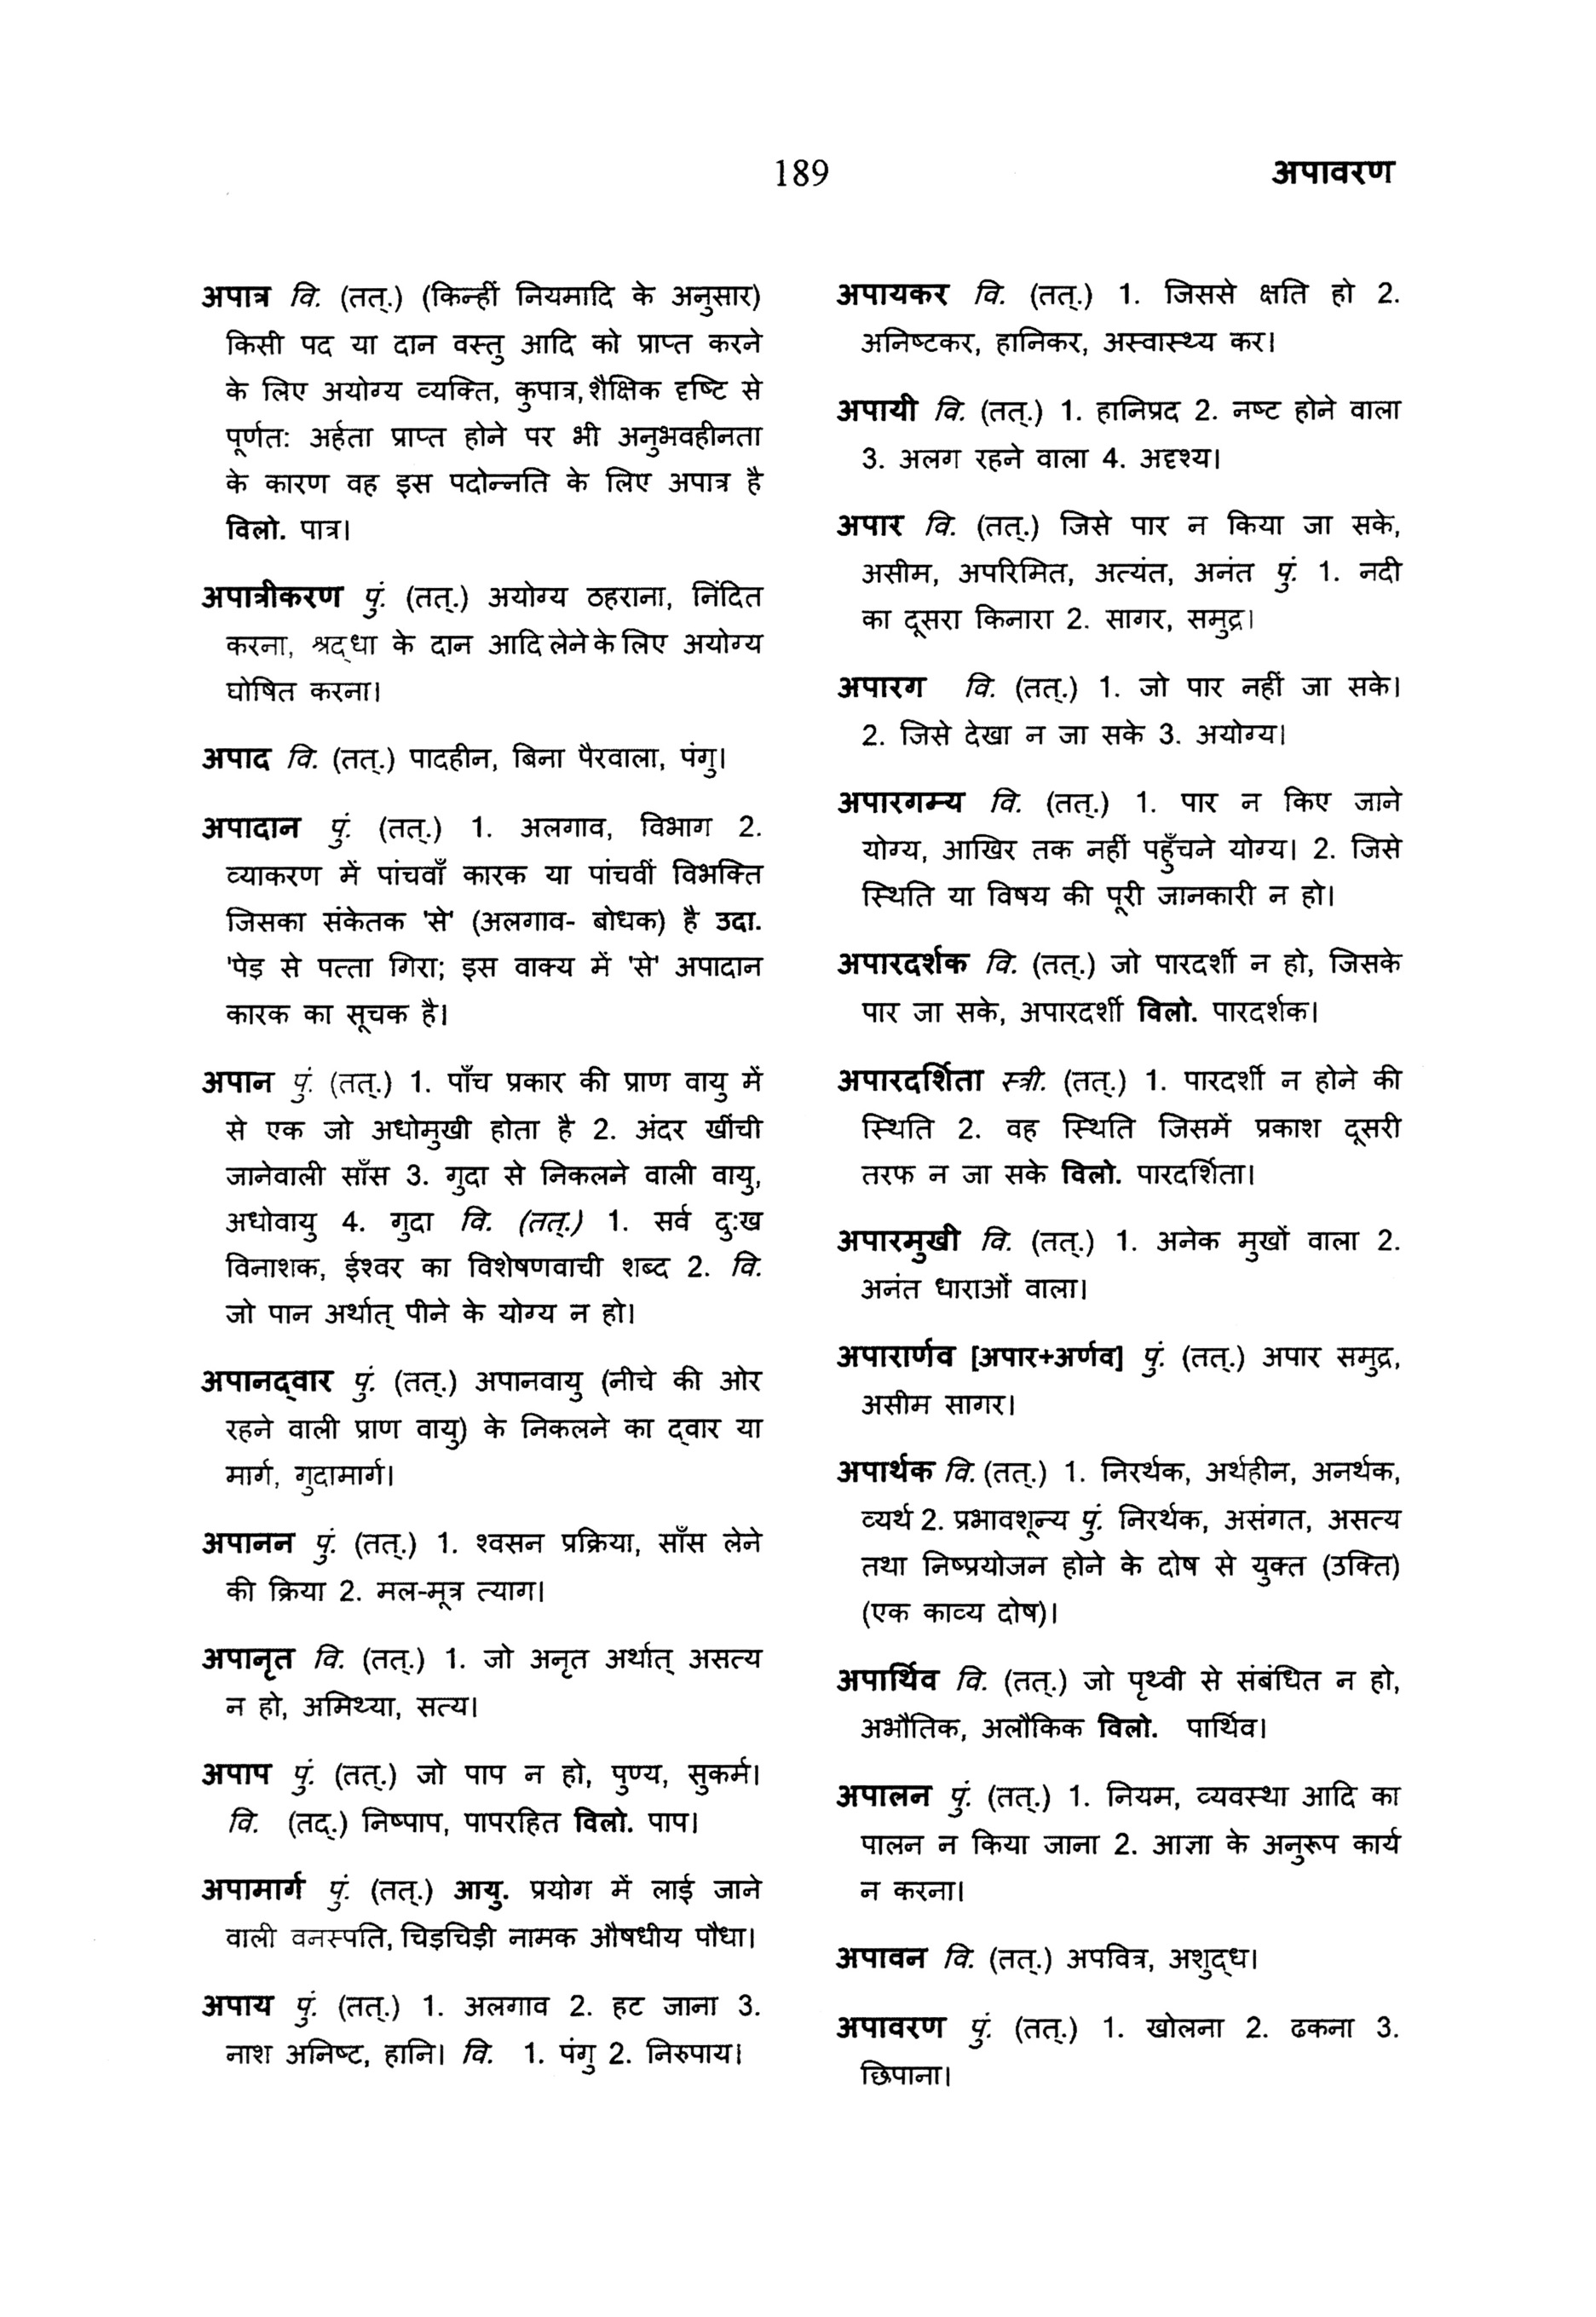 189
अपावरण
अपात्र वि. (तत्.) (किन्हीं नियमादि के अनुसार)
किसी पद या दान वस्तु आदि को प्राप्त करने
के लिए अयोग्य व्यक्ति, कुपात्र,शैक्षिक दृष्टि से
पूर्णत: अर्हता प्राप्त होने पर भी अनुभवहीनता
के कारण वह इस पदोन्नति के लिए अपात्र है
विलो. पात्र।
अपात्रीकरण पुं. (तत्.) अयोग्य ठहराना, निंदित
करना, श्रद्धा के दान आदि लेने के लिए अयोग्य
घोषित करना।
अपाद वि. (तत्.) पादहीन, बिना पैरवाला, पंगु।
अपादान पुं. (तत्.) 1. अलगाव, विभाग 2.
व्याकरण में पांचवाँ कारक या पांचवीं विभक्ति
जिसका संकेतक 'से' (अलगाव- बोधक) है उदा.
'पेड़ से पत्ता गिरा; इस वाक्य में 'से' अपादान
कारक का सूचक है।
अपान पुं. (तत्.) 1. पाँच प्रकार की प्राण वायु में
से एक जो अधोमुखी होता है 2. अंदर खींची
जानेवाली साँस 3. गुदा से निकलने वाली वायु,
अधोवायु 4. गुदा वि. (तत्.) 1. सर्व दु:ख
विनाशक, ईश्वर का विशेषणवाची शब्द 2. वि.
जो पान अर्थात् पीने के योग्य न हो।
अपानद्वार पुं. (तत्.) अपानवायु (नीचे की ओर
रहने वाली प्राण वायु) के निकलने का द्वार या
मार्ग, गुदामार्ग।
अपानन पुं. (तत्.) 1. श्वसन प्रक्रिया, साँस लेने
की क्रिया 2. मल-मूत्र त्याग।
अपानृत वि. (तत्.) 1. जो अनृत अर्थात् असत्य
न हो, अमिथ्या, सत्य।
अपाप पुं. (तत्.) जो पाप न हो, पुण्य, सुकर्म।
वि. (तद्.) निष्पाप, पापरहित विलो. पाप।
अपामार्ग पुं. (तत्.) आयु. प्रयोग में लाई जाने
वाली वनस्पति, चिड़चिड़ी नामक औषधीय पौधा।
अपाय पुं. (तत्.) 1. अलगाव 2. हट जाना 3.
नाश अनिष्ट, हानि। वि. 1. पंगु 2. निरुपाय।
अपायकर वि. (तत्.) 1. जिससे क्षति हो 2.
अनिष्टकर, हानिकर, अस्वास्थ्य कर।
अपायी वि. (तत्.) 1. हानिप्रद 2. नष्ट होने वाला
3. अलग रहने वाला 4. अदृश्य।
अपार वि. (तत्.) जिसे पार न किया जा सके,
असीम, अपरिमित, अत्यंत, अनंत पुं. 1. नदी
का दूसरा किनारा 2. सागर, समुद्र।
अपारग वि. (तत्.) 1. जो पार नहीं जा सके।
2. जिसे देखा न जा सके 3. अयोग्य।
अपारगम्य वि. (तत्.) 1. पार न किए जाने
योग्य, आखिर तक नहीं पहुँचने योग्य। 2. जिसे
स्थिति या विषय की पूरी जानकारी न हो।
अपारदर्शक वि. (तत्.) जो पारदर्शी न हो, जिसके
पार जा सके, अपारदर्शी विलो. पारदर्शक।
अपारदर्शिता स्त्री. (तत्.) 1. पारदर्शी न होने की
स्थिति 2. वह स्थिति जिसमें प्रकाश दूसरी
तरफ न जा सके विलो. पारदर्शिता।
अपारमुखी वि. (तत्.) 1. अनेक मुखों वाला 2.
अनंत धाराओं वाला।
अपारार्णव [अपार+अर्णव] पुं. (तत्.) अपार समुद्र,
असीम सागर।
अपार्थक वि. (तत्.) 1. निरर्थक, अर्थहीन, अनर्थक,
व्यर्थ 2. प्रभावशून्य पुं. निरर्थक, असंगत, असत्य
तथा निष्प्रयोजन होने के दोष से युक्त (उक्ति)
(एक काव्य दोष)।
अपार्थिव वि. (तत्.) जो पृथ्वी से संबंधित न हो,
अभौतिक, अलौकिक विलो. पार्थिव।
अपालन पुं. (तत्.) 1. नियम, व्यवस्था आदि का
पालन न किया जाना 2. आज्ञा के अनुरूप कार्य
न करना।
अपावन वि. (तत्.) अपवित्र, अशुद्ध।
अपावरण पुं. (तत्.) 1. खोलना 2. ढकना 3.
छिपाना।